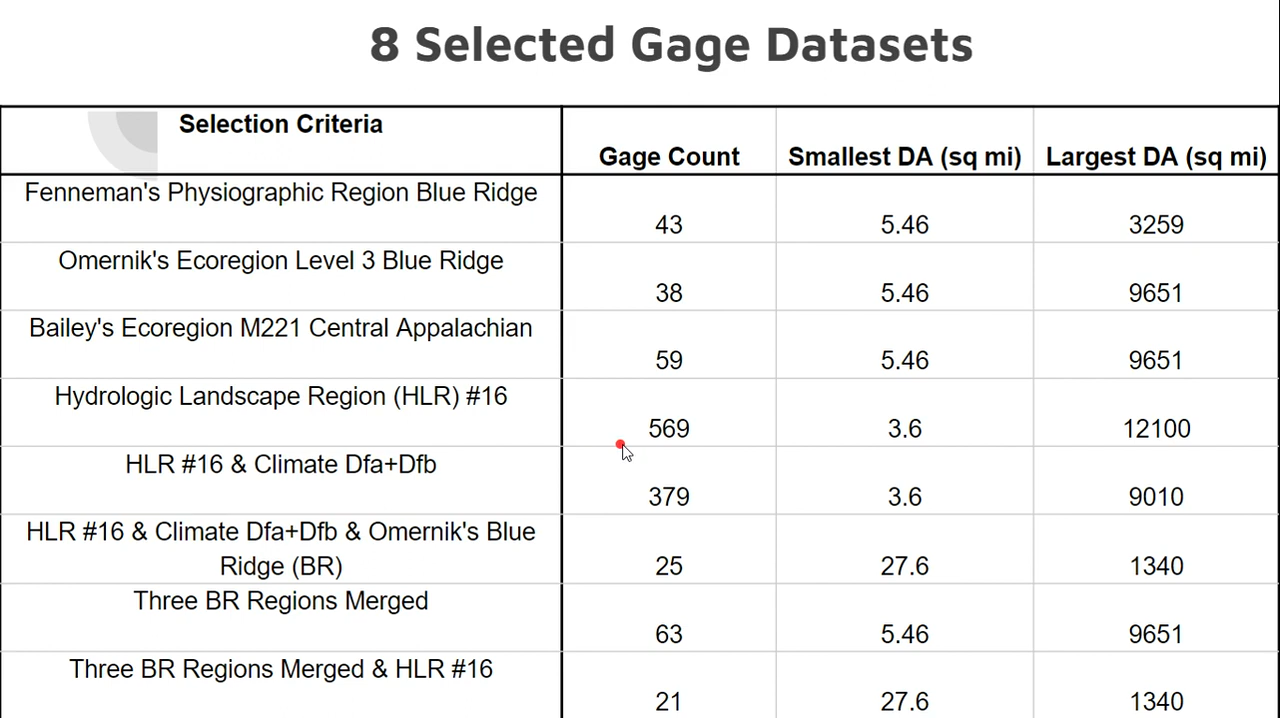 8 Selected Gage Datasets
Selection Criteria
Gage Count Smallest DA (sq mi) Largest DA (sq mi)
Fenneman's Physiographic Region Blue Ridge
43 5.46 3259
Omernik's Ecoregion Level 3 Blue Ridge
38 5.46 9651
Bailey's Ecoregion M221 Central Appalachian
59 5.46 9651
Hydrologic Landscape Region (HLR) #16
569 3.6 12100
HLR #16 & Climate Dfa+Dfb
379 3.6 9010
HLR #16 & Climate Dfa+Dfb & Omernik's Blue
Ridge (BR) 25 27.6 1340
Three BR Regions Merged
63 5.46 9651
Three BR Regions Merged & HLR #16
21 27.6 1340